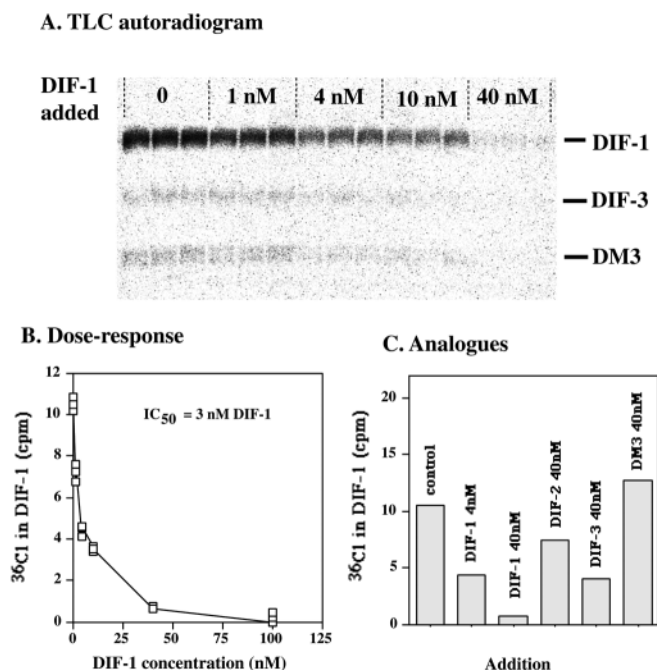 A. TLC autoradiogram
DIF-1 added
0 1 nM 4 nM 10 nM 40 nM
DIF-1
DIF-3
DM3
B. Dose-response
12
10
8
6
4
2
0
0 25 50 75 100 125
36Cl in DIF-1 (cpm)
IC50 = 3 nM DIF-1
DIF-1 concentration (nM)
C. Analogues
20
15
10
5
0
36Cl in DIF-1 (cpm)
control
DIF-1 4nM
DIF-1 40nM
DIF-2 40nM
DIF-3 40nM
DM3 40nM
Addition